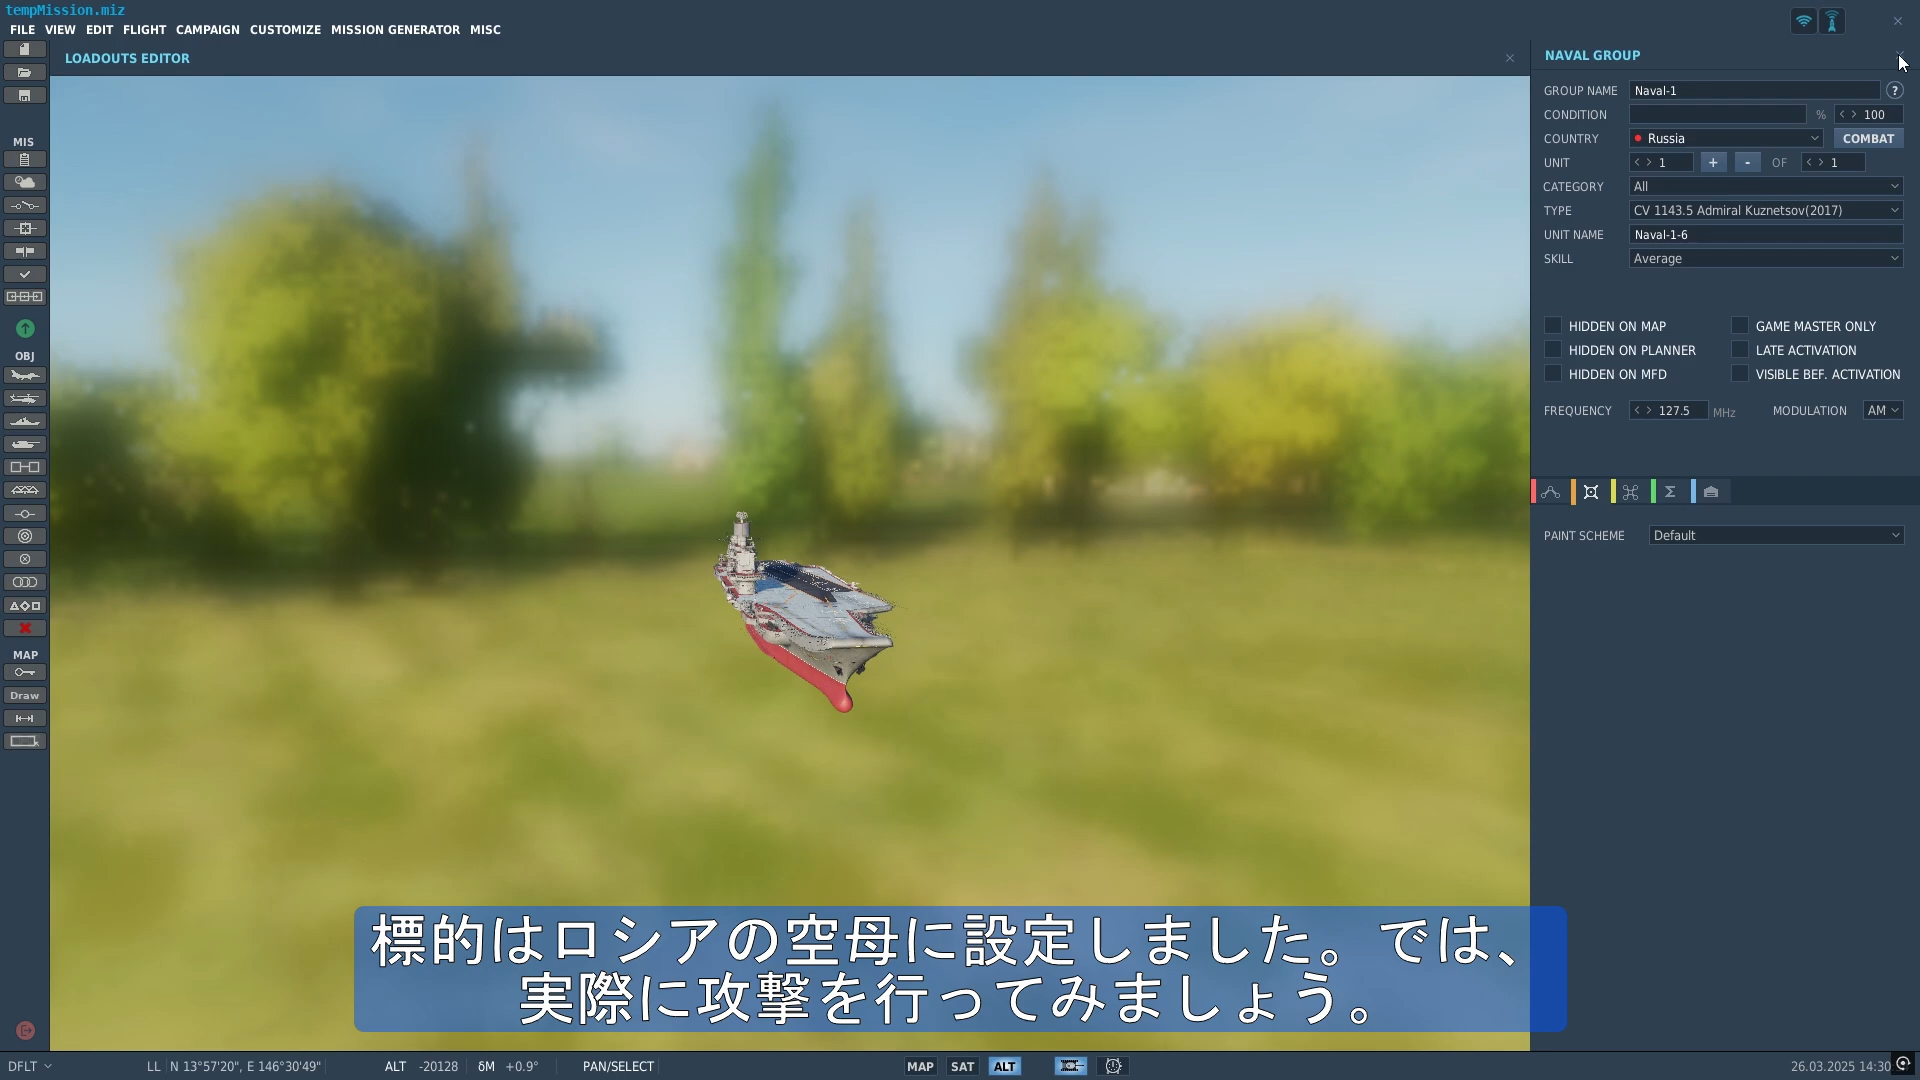 tempMission.miz
FILE VIEW EDIT FLIGHT CAMPAIGN CUSTOMIZE MISSION GENERATOR MISC
LOADOUTS EDITOR
NAVAL GROUP
GROUP NAME Naval-1 ?
CONDITION % < > 100
COUNTRY Russia COMBAT
UNIT < > 1 + - OF < > 1
CATEGORY All
TYPE CV 1143.5 Admiral Kuznetsov(2017)
UNIT NAME Naval-1-6
SKILL Average
HIDDEN ON MAP GAME MASTER ONLY
HIDDEN ON PLANNER LATE ACTIVATION
HIDDEN ON MFD VISIBLE BEF. ACTIVATION
FREQUENCY < > 127.5 MHz MODULATION AM
PAINT SCHEME Default
MIS
OBJ
MAP
Draw
標的はロシアの空母に設定しました。では、
実際に攻撃を行ってみましょう。
DFLT LL N 13°57'20", E 146°30'49" ALT -20128 δM +0.9° PAN/SELECT MAP SAT ALT 26.03.2025 14:30